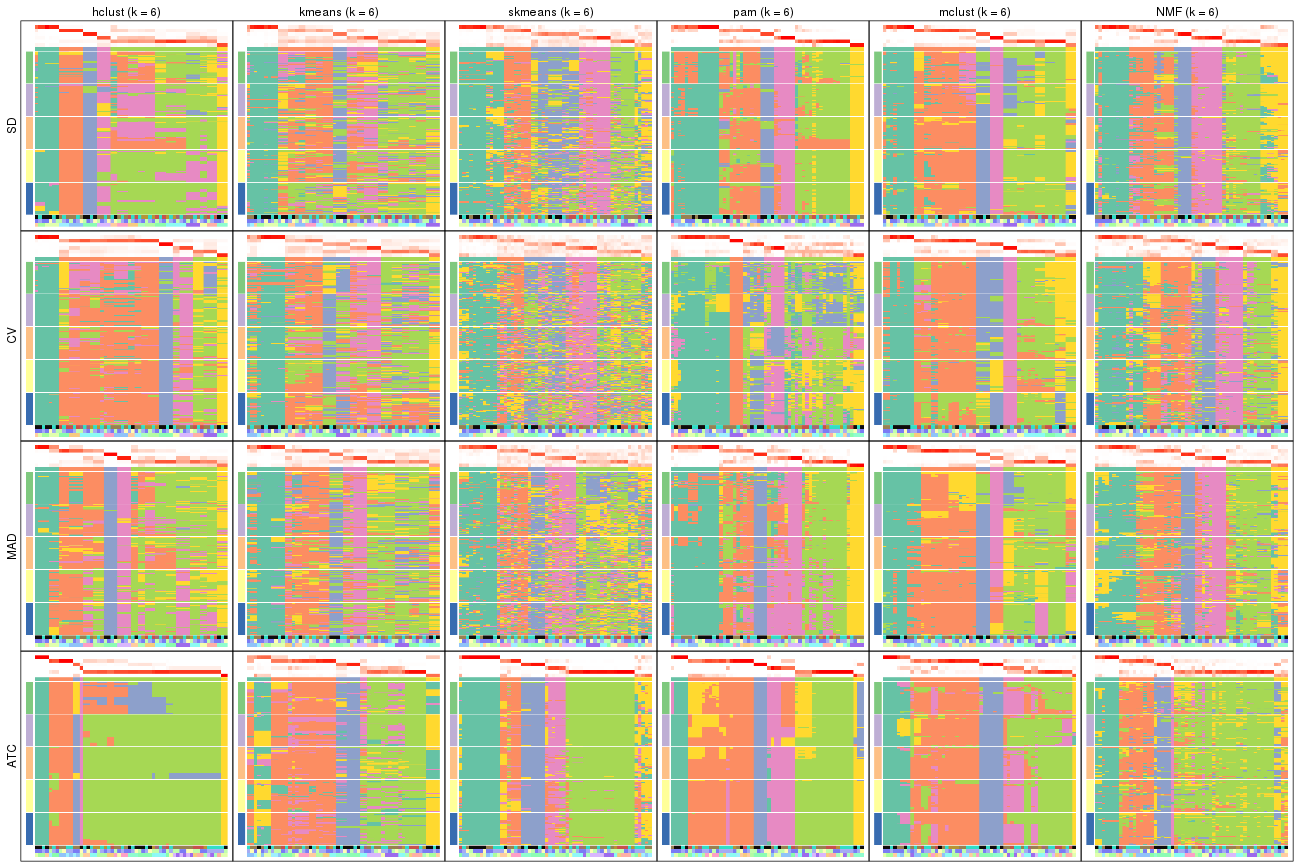 hclust (k = 6) kmeans (k = 6) skmeans (k = 6) pam (k = 6) mclust (k = 6) NMF (k = 6)
SD
CV
MAD
ATC